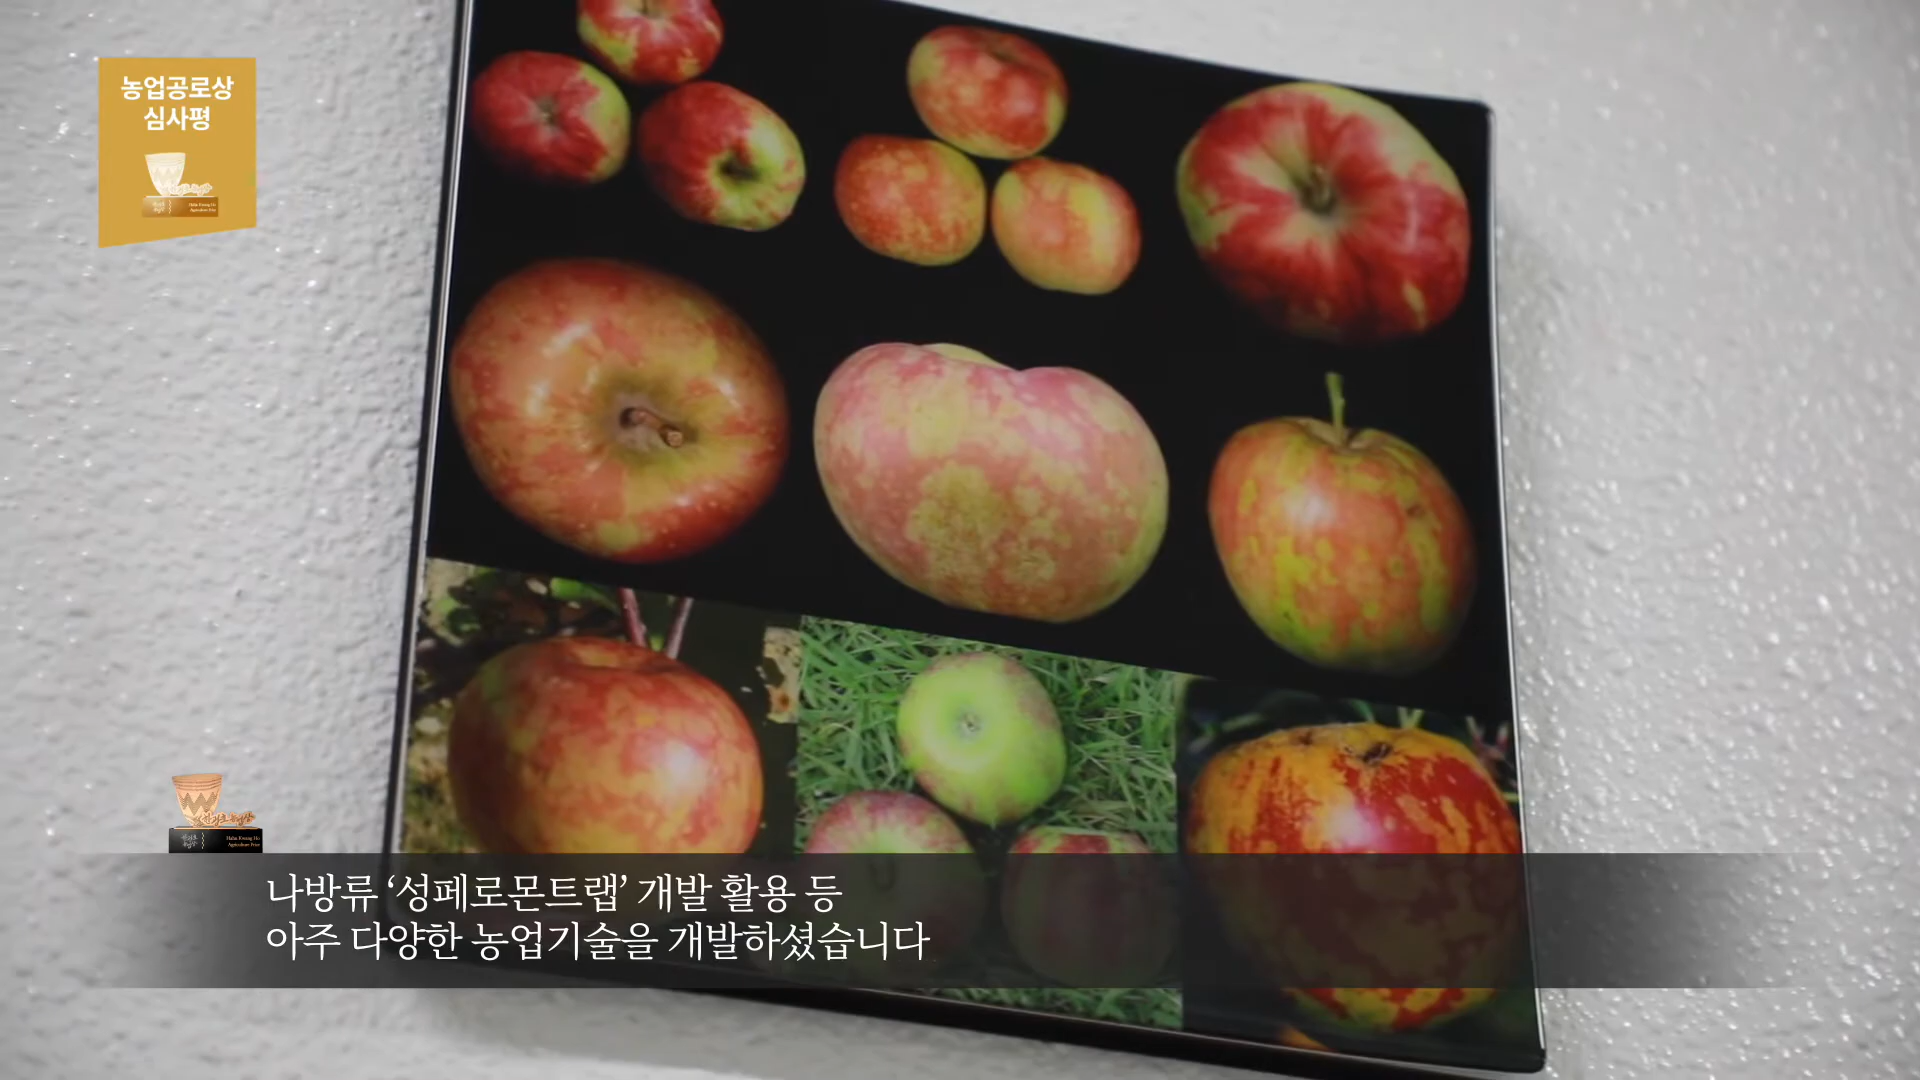 농업공로상
심사평
나방류 ‘성페로몬트랩’ 개발 활용 등
아주 다양한 농업기술을 개발하셨습니다